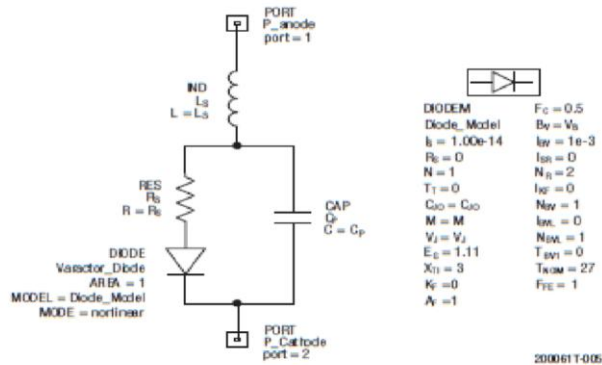 PORT
P_anode
port = 1
IND
LS
L = LS
RES
RS
R = RS
CAP
CP
C = CP
DIODE
Varactor_Diode
AREA = 1
MODEL = Diode_Model
MODE = nonlinear
PORT
P_Cathode
port = 2
DIODEM
Diode_Model
IS = 1.00e-14
RS = 0
N = 1
TT = 0
CJO = CJO
M = M
VJ = VJ
EG = 1.11
XTI = 3
KF = 0
AF = 1
FC = 0.5
BV = VB
IBV = 1e-3
ISR = 0
NR = 2
IKF = 0
NBV = 1
IBVL = 0
NBVL = 1
TBV1 = 0
TNOM = 27
FFE = 1
200061T-005